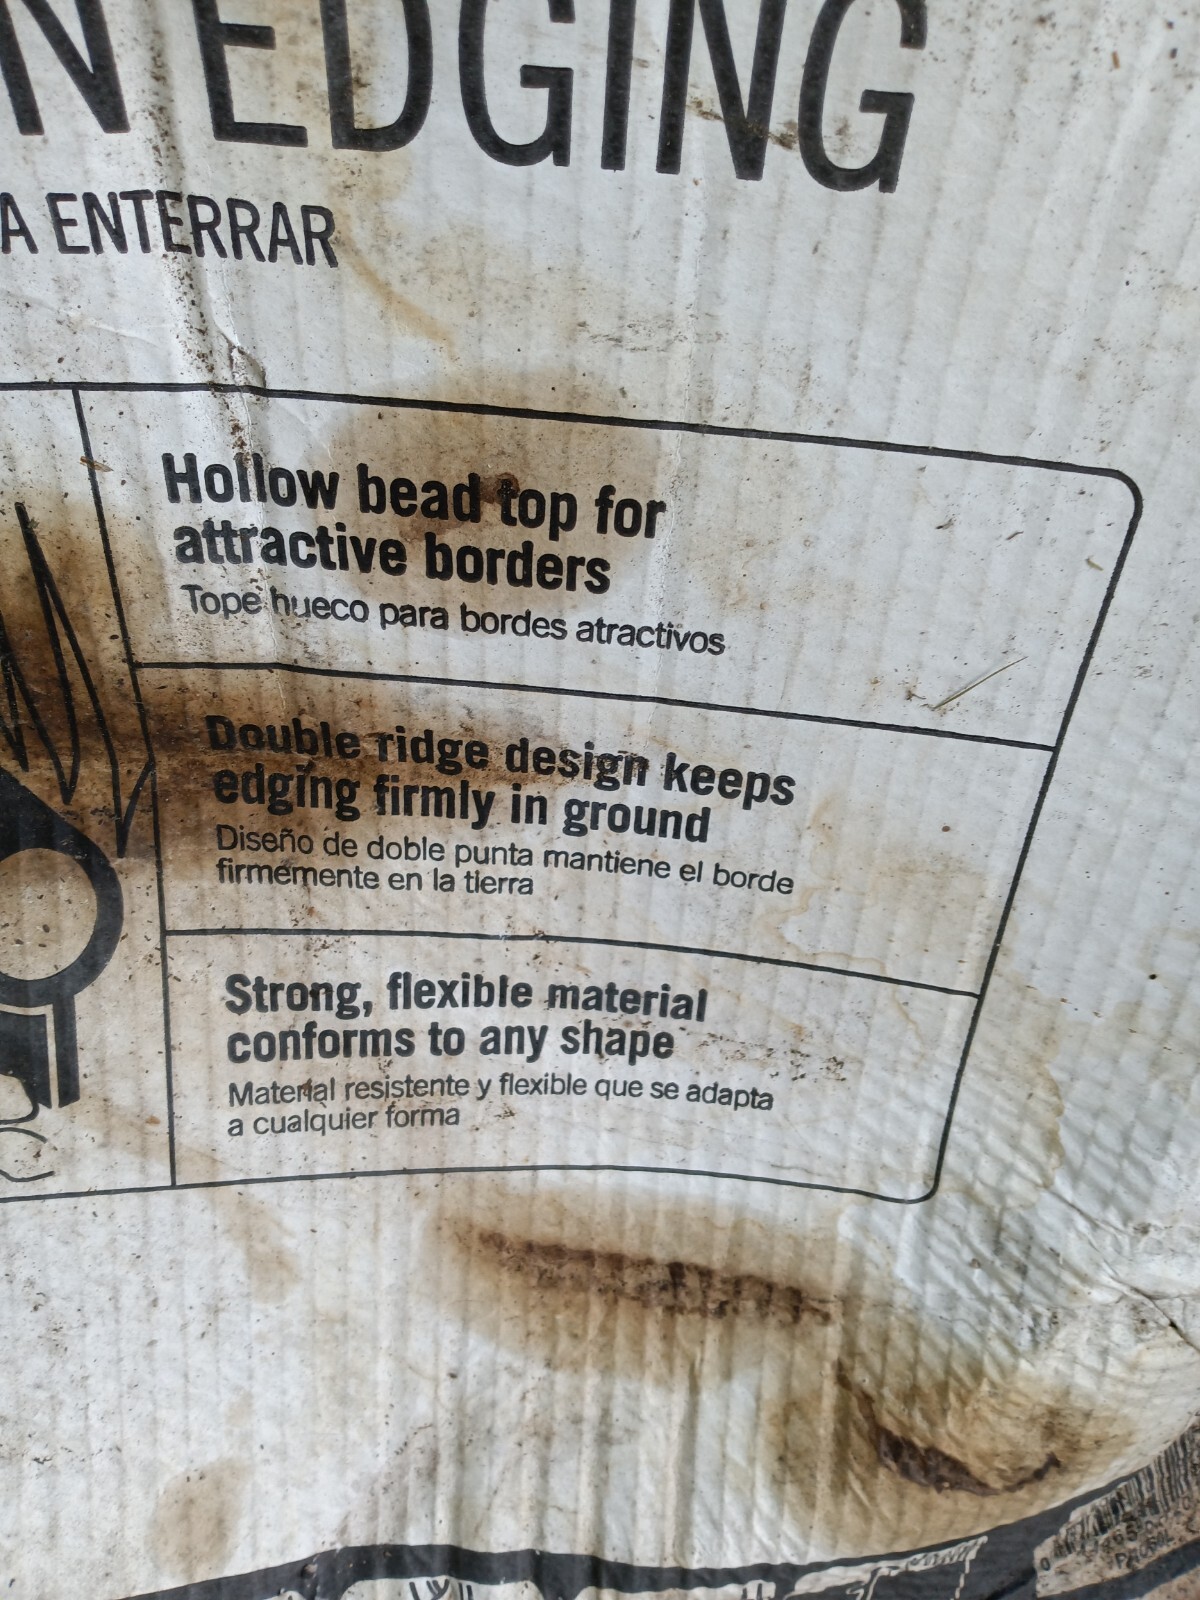 EDGING
A ENTERRAR
Hollow bead top for
attractive borders
Tope hueco para bordes atractivos
Double ridge design keeps
edging firmly in ground
Diseño de doble punta mantiene el borde
firmemente en la tierra
Strong, flexible material
conforms to any shape
Material resistente y flexible que se adapta
a cualquier forma